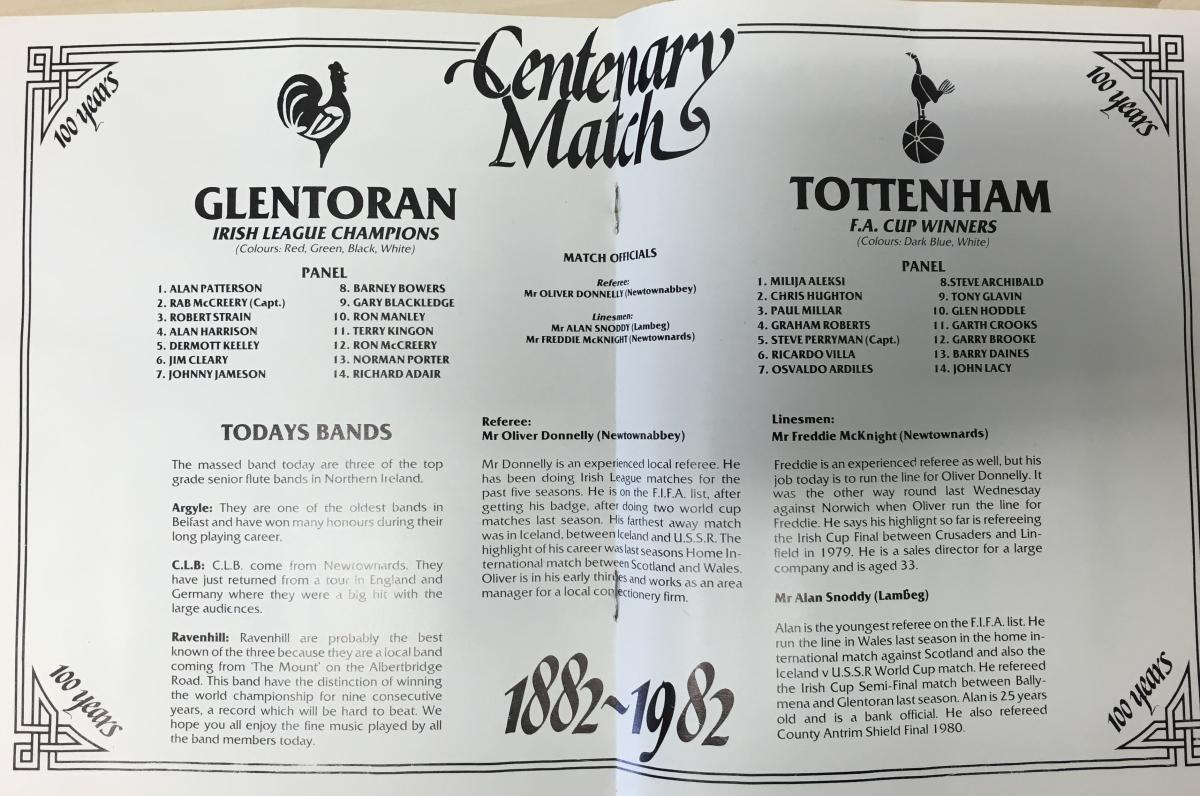 100 years
Centenary
Match
100 years
GLENTORAN
IRISH LEAGUE CHAMPIONS
(Colours: Red, Green, Black, White)
PANEL
1. ALAN PATTERSON
2. RAB McCREERY (Capt.)
3. ROBERT STRAIN
4. ALAN HARRISON
5. DERMOTT KEELEY
6. JIM CLEARY
7. JOHNNY JAMESON
8. BARNEY BOWERS
9. GARY BLACKLEDGE
10. RON MANLEY
11. TERRY KINGON
12. RON McCREERY
13. NORMAN PORTER
14. RICHARD ADAIR
MATCH OFFICIALS
Referee:
Mr OLIVER DONNELLY (Newtownabbey)
Linesmen:
Mr ALAN SNODDY (Lambeg)
Mr FREDDIE McKNIGHT (Newtownards)
TOTTENHAM
F.A. CUP WINNERS
(Colours: Dark Blue, White)
PANEL
1. MILIJA ALEKSI
2. CHRIS HUGHTON
3. PAUL MILLAR
4. GRAHAM ROBERTS
5. STEVE PERRYMAN (Capt.)
6. RICARDO VILLA
7. OSVALDO ARDILES
8.STEVE ARCHIBALD
9. TONY GLAVIN
10. GLEN HODDLE
11. GARTH CROOKS
12. GARRY BROOKE
13. BARRY DAINES
14. JOHN LACY
TODAYS BANDS
The massed band today are three of the top
grade senior flute bands in Northern Ireland.
Argyle: They are one of the oldest bands in
Belfast and have won many honours during their
long playing career.
C.L.B: C.L.B. come from Newtownards. They
have just returned from a tour in England and
Germany where they were a big hit with the
large audiences.
Ravenhill: Ravenhill are probably the best
known of the three because they are a local band
coming from 'The Mount' on the Albertbridge
Road. This band have the distinction of winning
the world championship for nine consecutive
years, a record which will be hard to beat. We
hope you all enjoy the fine music played by all
the band members today.
Referee:
Mr Oliver Donnelly (Newtownabbey)
Mr Donnelly is an experienced local referee. He
has been doing Irish League matches for the
past five seasons. He is on the F.I.F.A. list, after
getting his badge, after doing two world cup
matches last season. His farthest away match
was in Iceland, between Iceland and U.S.S.R. The
highlight of his career was last seasons Home In-
ternational match between Scotland and Wales.
Oliver is in his early thirties and works as an area
manager for a local confectionery firm.
1882~1982
Linesmen:
Mr Freddie McKnight (Newtownards)
Freddie is an experienced referee as well, but his
job today is to run the line for Oliver Donnelly. It
was the other way round last Wednesday
against Norwich when Oliver run the line for
Freddie. He says his highlight so far is refereeing
the Irish Cup Final between Crusaders and Lin-
field in 1979. He is a sales director for a large
company and is aged 33.
Mr Alan Snoddy (Lambeg)
Alan is the youngest referee on the F.I.F.A. list. He
run the line in Wales last season in the home in-
ternational match against Scotland and also the
Iceland v U.S.S.R World Cup match. He refereed
the Irish Cup Semi-Final match between Bally-
mena and Glentoran last season. Alan is 25 years
old and is a bank official. He also refereed
County Antrim Shield Final 1980.
100 years
100 years